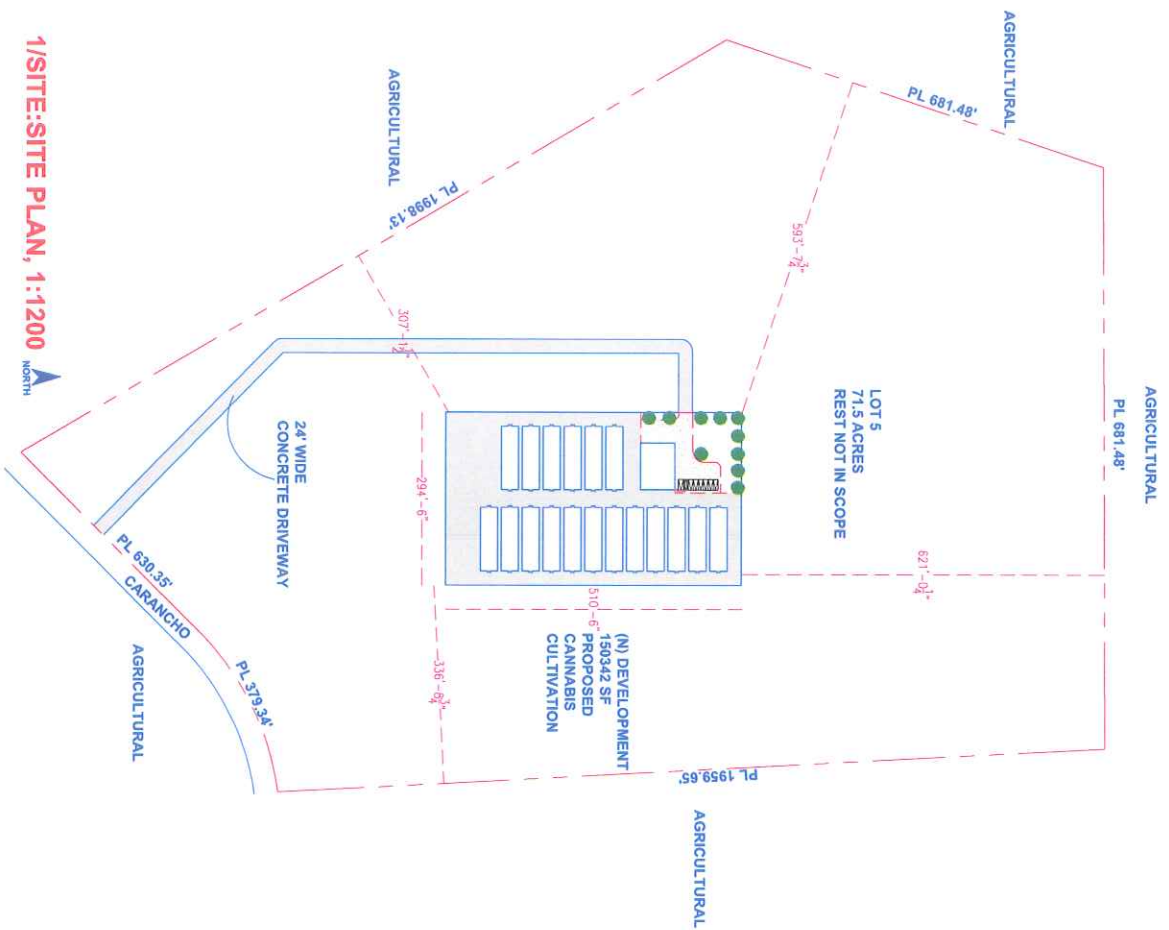 AGRICULTURAL
PL 681.48'
AGRICULTURAL
PL 681.48'
AGRICULTURAL
PL 1998.13'
593'-7 3/4"
LOT 5
71.5 ACRES
REST NOT IN SCOPE
621'-0 1/4"
307'-1 1/2"
294'-6"
510'-6"
336'-8 3/4"
(N) DEVELOPMENT
150342 SF
PROPOSED
CANNABIS
CULTIVATION
PL 1959.65'
AGRICULTURAL
24' WIDE
CONCRETE DRIVEWAY
PL 630.35'
CARANCHO
PL 379.34'
AGRICULTURAL
1/SITE:SITE PLAN, 1:1200
NORTH